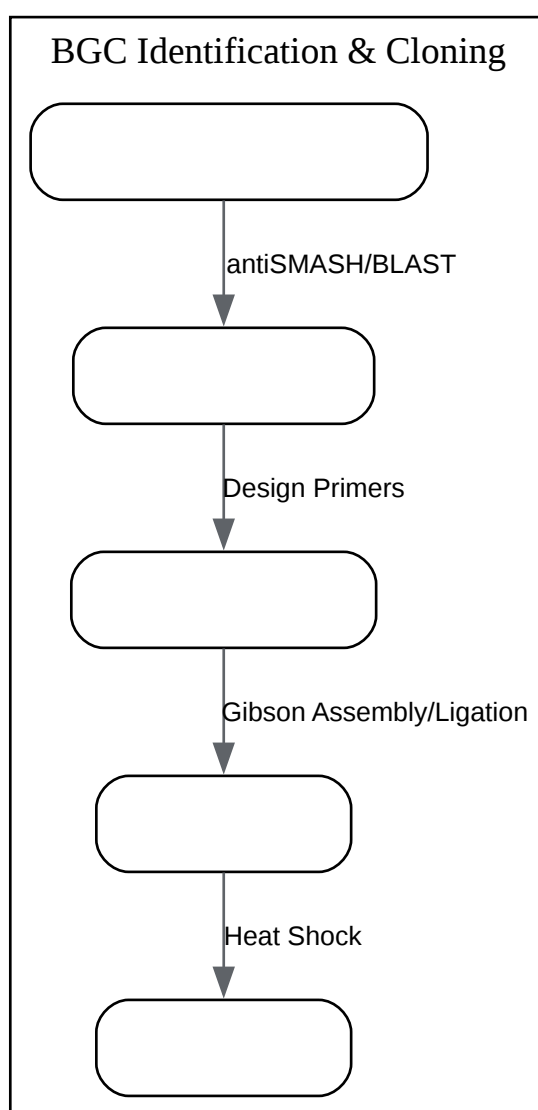 BGC Identification & Cloning
antiSMASH/BLAST
Design Primers
Gibson Assembly/Ligation
Heat Shock